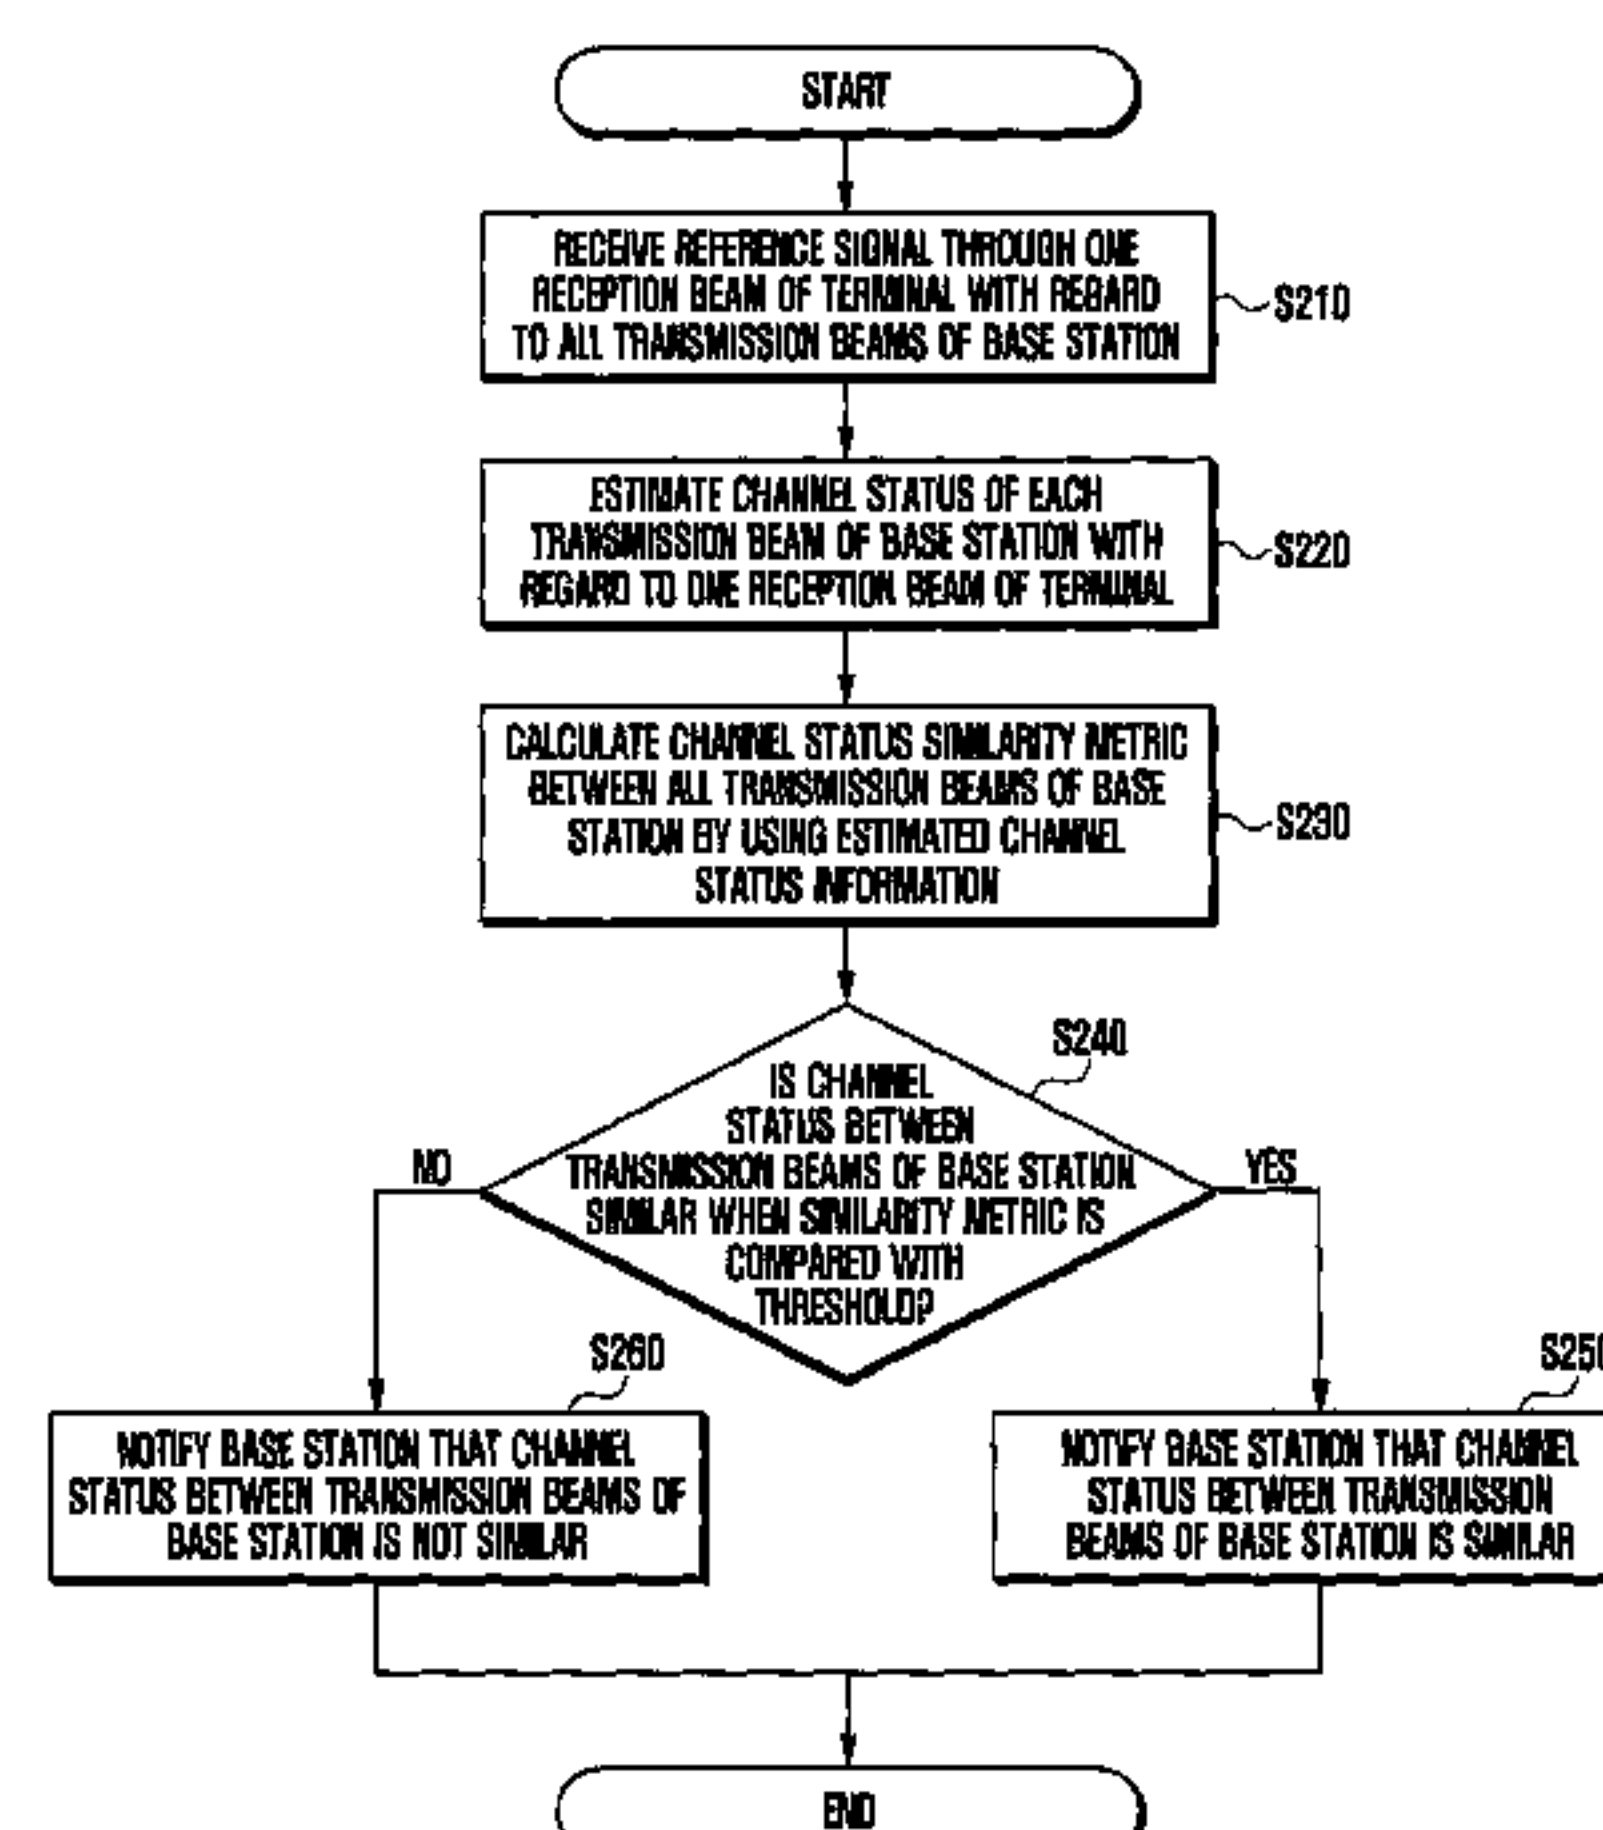 START
RECEIVE REFERENCE SIGNAL THROUGH ONE
RECEPTION BEAM OF TERMINAL WITH REGARD
TO ALL TRANSMISSION BEAMS OF BASE STATION
S210
ESTIMATE CHANNEL STATUS OF EACH
TRANSMISSION BEAM OF BASE STATION WITH
REGARD TO ONE RECEPTION BEAM OF TERMINAL
S220
CALCULATE CHANNEL STATUS SIMILARITY METRIC
BETWEEN ALL TRANSMISSION BEAMS OF BASE
STATION BY USING ESTIMATED CHANNEL
STATUS INFORMATION
S230
S240
IS CHANNEL
STATUS BETWEEN
TRANSMISSION BEAMS OF BASE STATION
SIMILAR WHEN SIMILARITY METRIC IS
COMPARED WITH
THRESHOLD?
NO
YES
S260
NOTIFY BASE STATION THAT CHANNEL
STATUS BETWEEN TRANSMISSION BEAMS OF
BASE STATION IS NOT SIMILAR
S250
NOTIFY BASE STATION THAT CHANNEL
STATUS BETWEEN TRANSMISSION
BEAMS OF BASE STATION IS SIMILAR
END